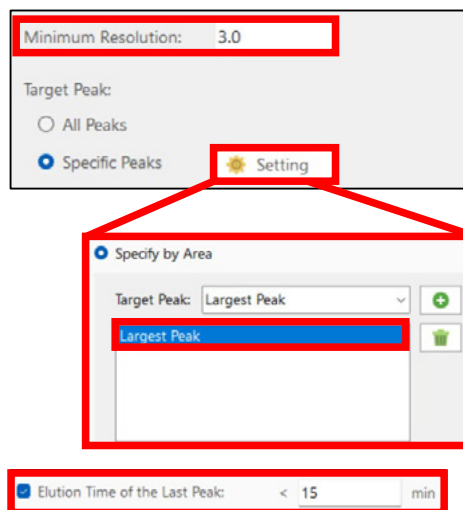 Minimum Resolution: 3.0
Target Peak:
All Peaks
Specific Peaks Setting
Specify by Area
Target Peak: Largest Peak
Largest Peak
Elution Time of the Last Peak: < 15 min